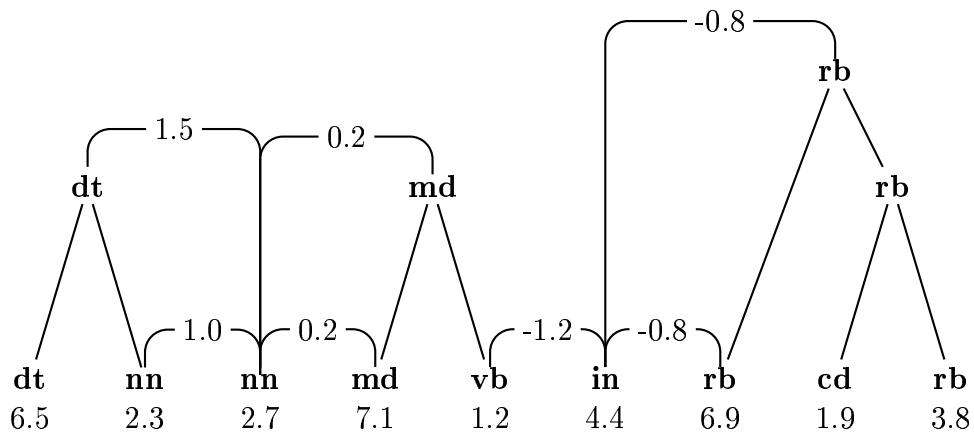 -0.8
rb
1.5 0.2
dt md rb
1.0 0.2 -1.2 -0.8
dt nn nn md vb in rb cd rb
6.5 2.3 2.7 7.1 1.2 4.4 6.9 1.9 3.8